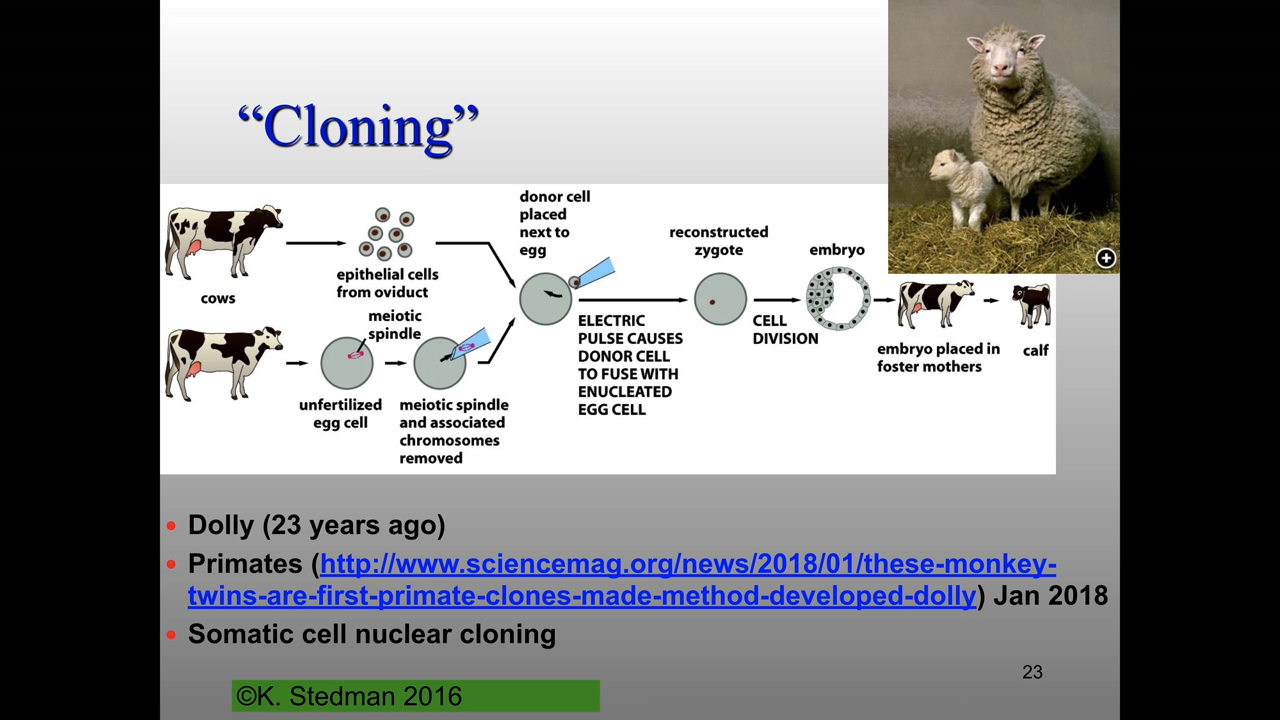 “Cloning”
donor cell
placed
next to
egg
reconstructed
zygote
embryo
epithelial cells
from oviduct
cows
meiotic
spindle
ELECTRIC
PULSE CAUSES
DONOR CELL
TO FUSE WITH
ENUCLEATED
EGG CELL
CELL
DIVISION
embryo placed in
foster mothers
calf
unfertilized
egg cell
meiotic spindle
and associated
chromosomes
removed
• Dolly (23 years ago)
• Primates (http://www.sciencemag.org/news/2018/01/these-monkey-
twins-are-first-primate-clones-made-method-developed-dolly) Jan 2018
• Somatic cell nuclear cloning
23
©K. Stedman 2016